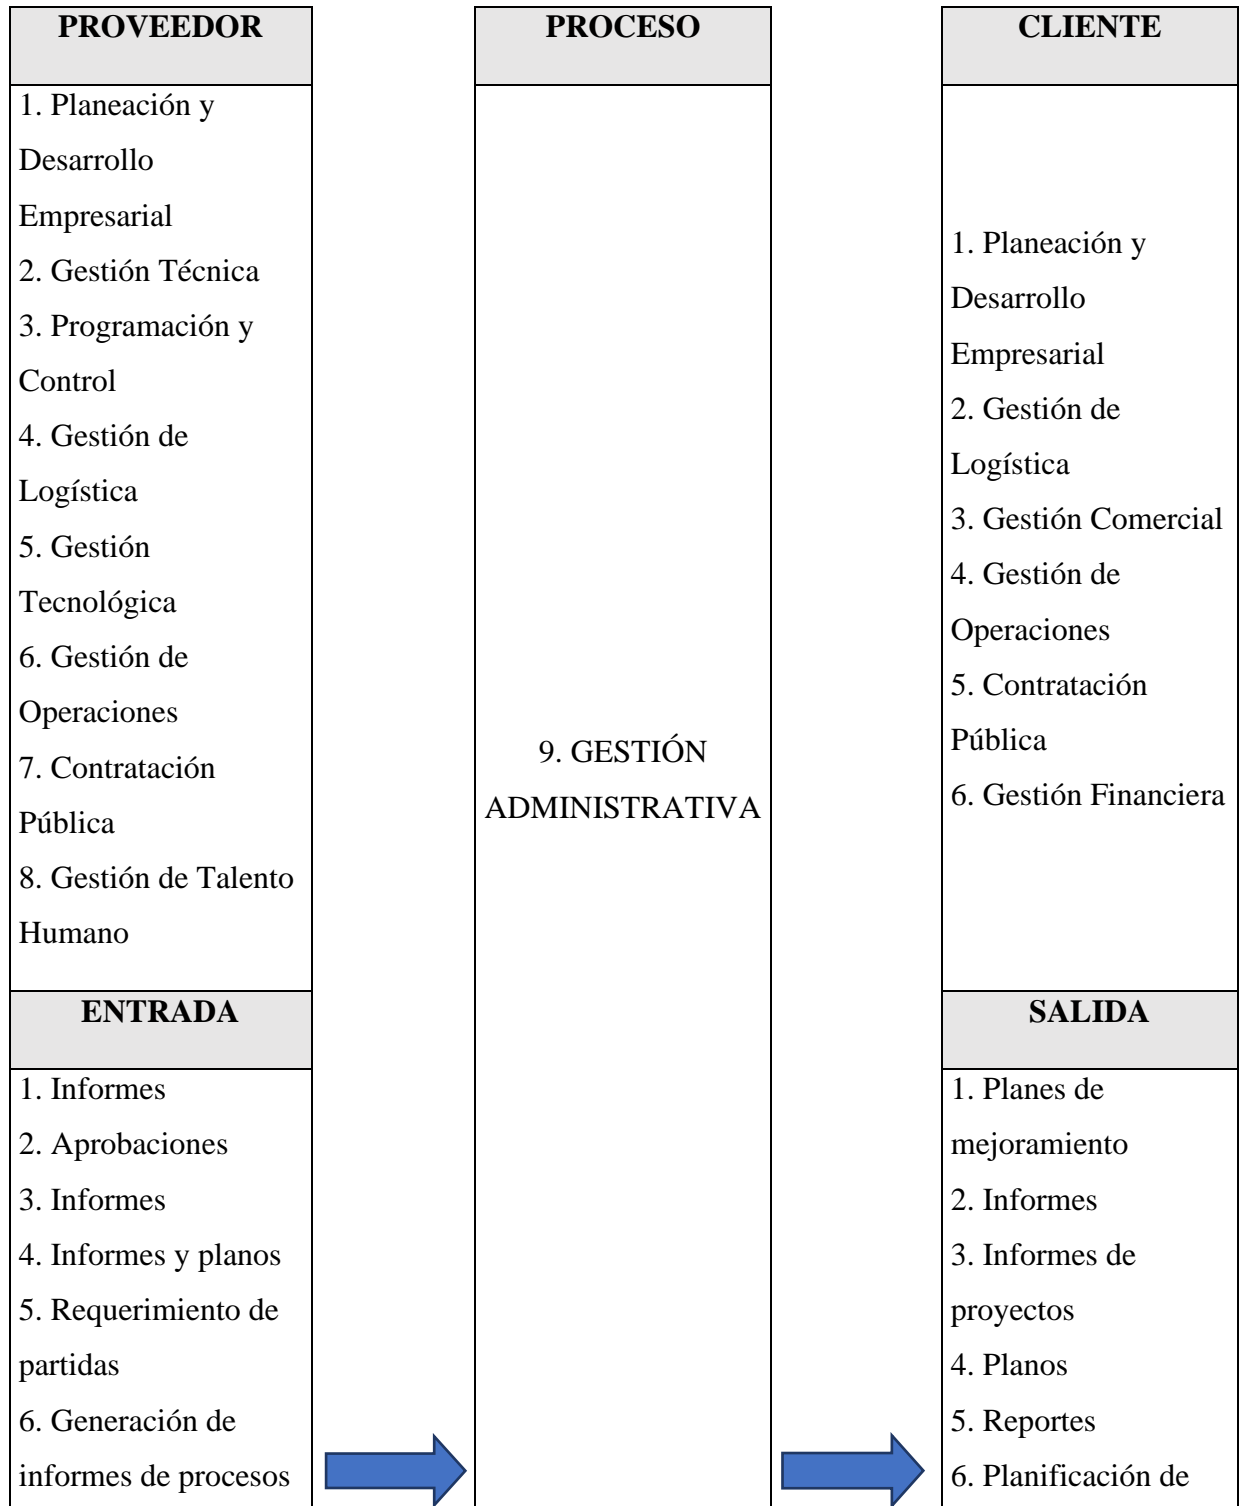 PROVEEDOR
1. Planeación y
Desarrollo
Empresarial
2. Gestión Técnica
3. Programación y
Control
4. Gestión de
Logística
5. Gestión
Tecnológica
6. Gestión de
Operaciones
7. Contratación
Pública
8. Gestión de Talento
Humano
ENTRADA
1. Informes
2. Aprobaciones
3. Informes
4. Informes y planos
5. Requerimiento de
partidas
6. Generación de
informes de procesos
PROCESO
9. GESTIÓN
ADMINISTRATIVA
CLIENTE
1. Planeación y
Desarrollo
Empresarial
2. Gestión de
Logística
3. Gestión Comercial
4. Gestión de
Operaciones
5. Contratación
Pública
6. Gestión Financiera
SALIDA
1. Planes de
mejoramiento
2. Informes
3. Informes de
proyectos
4. Planos
5. Reportes
6. Planificación de